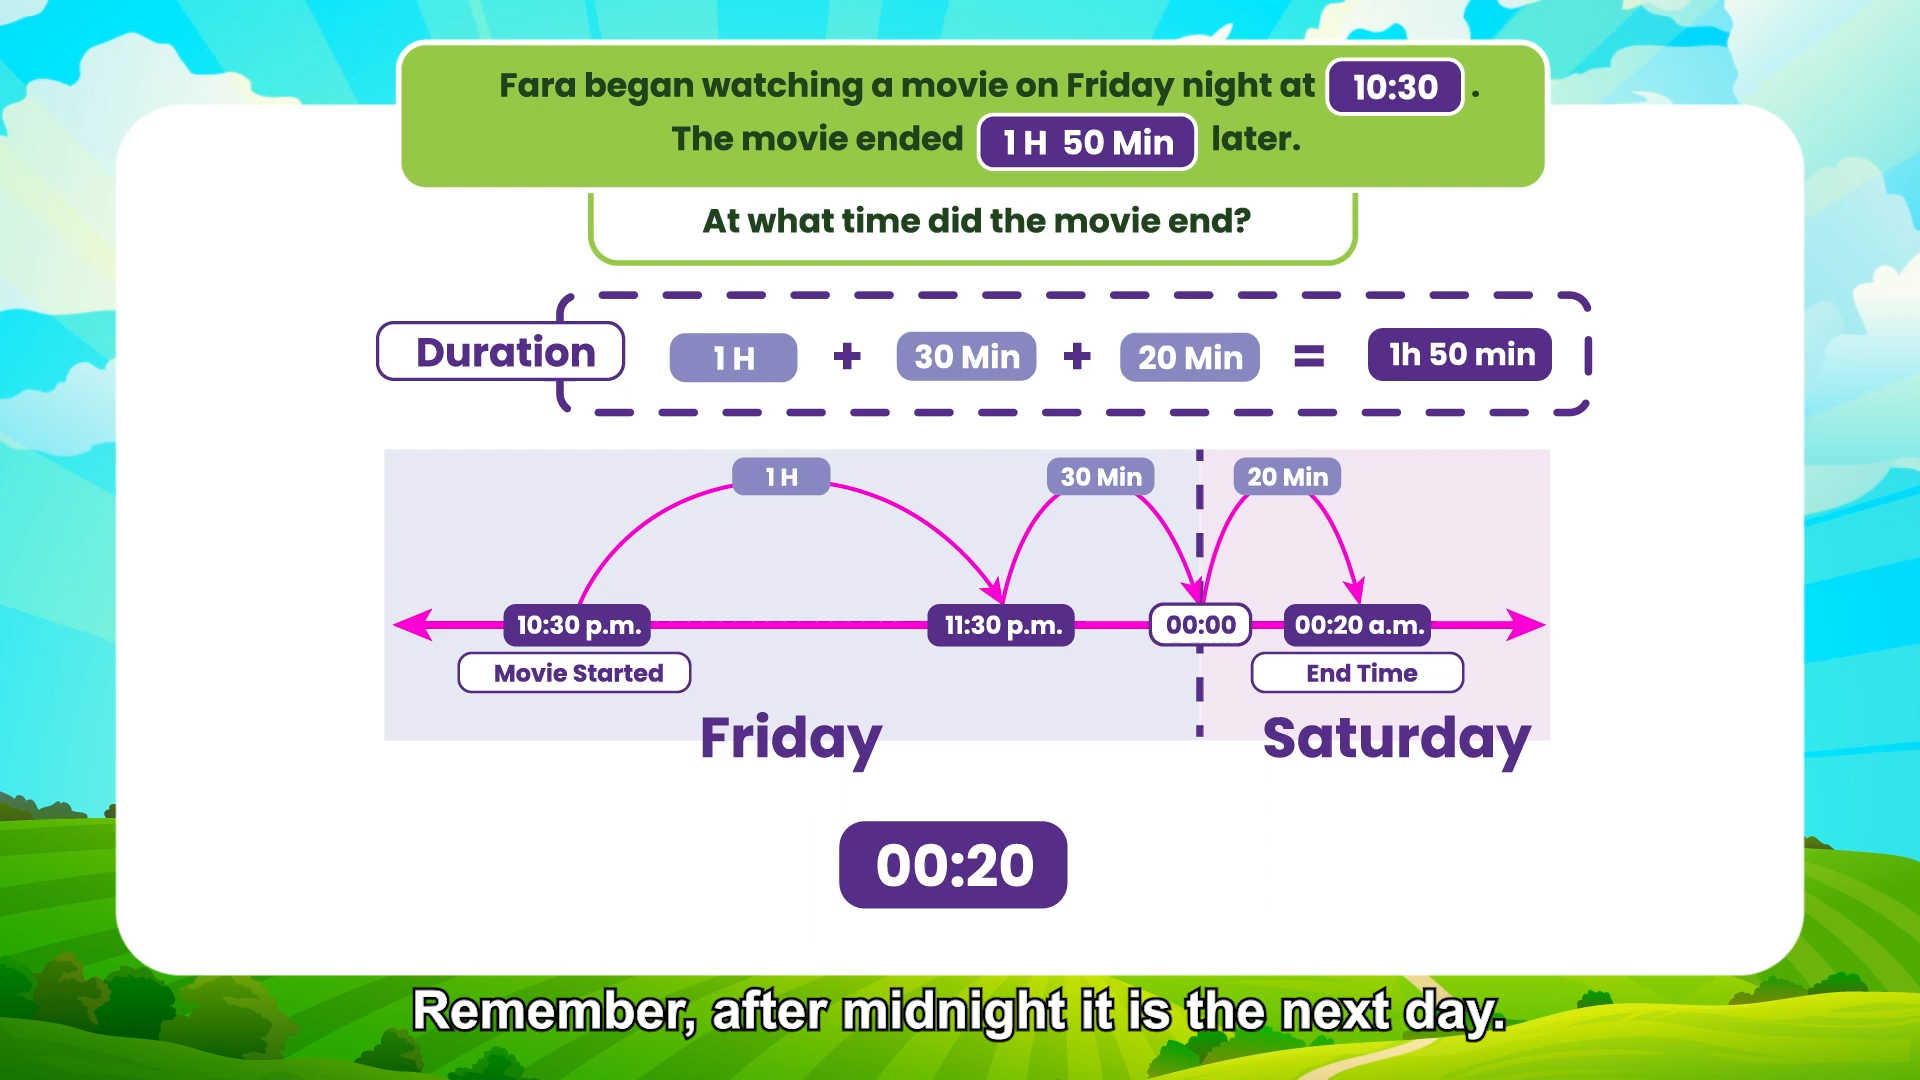 Fara began watching a movie on Friday night at 10:30 .
The movie ended 1 H 50 Min later.
At what time did the movie end?
Duration 1 H + 30 Min + 20 Min = 1h 50 min
1 H 30 Min 20 Min
10:30 p.m. 11:30 p.m. 00:00 00:20 a.m.
Movie Started End Time
Friday Saturday
00:20
Remember, after midnight it is the next day.